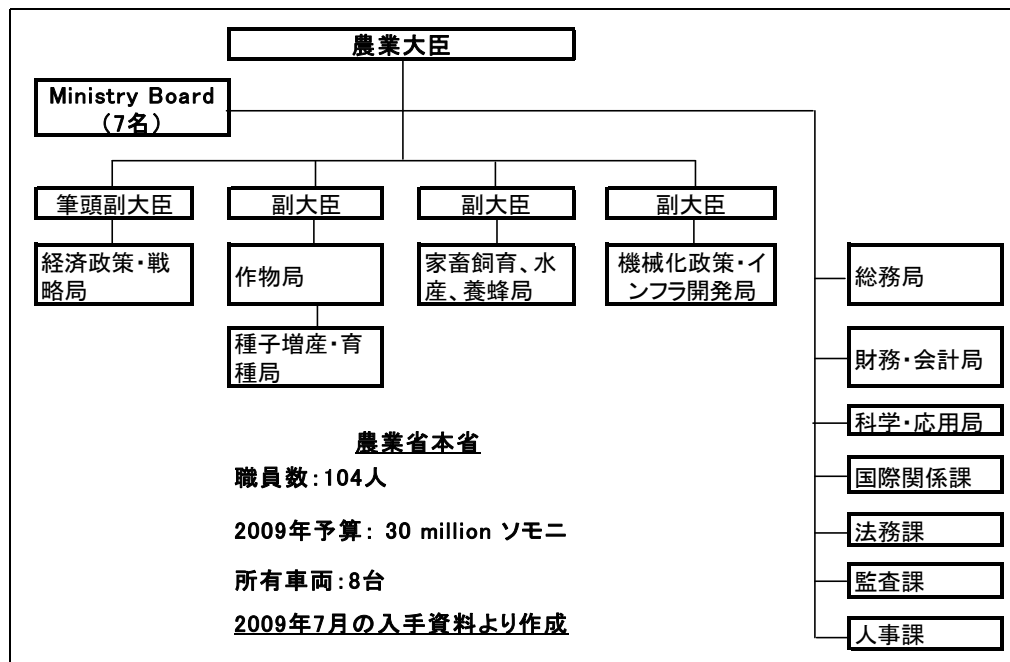 農業大臣
Ministry Board
(7名)
筆頭副大臣
副大臣
副大臣
副大臣
経済政策・戦
略局
作物局
家畜飼育、水
産、養蜂局
機械化政策・イ
ンフラ開発局
種子増産・育
種局
総務局
財務・会計局
科学・応用局
国際関係課
法務課
監査課
人事課
農業省本省
職員数：104人
2009年予算： 30 million ソモニ
所有車両：8台
2009年7月の入手資料より作成